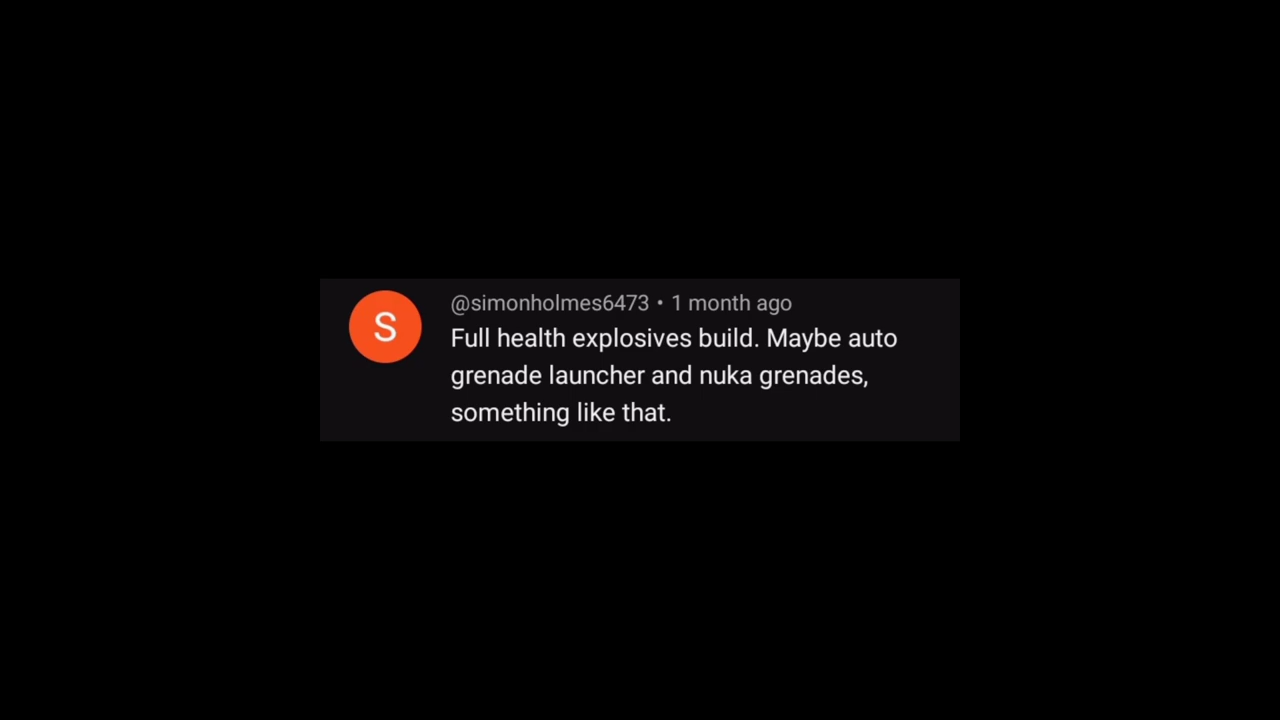 S
@simonholmes6473 • 1 month ago
Full health explosives build. Maybe auto
grenade launcher and nuka grenades,
something like that.